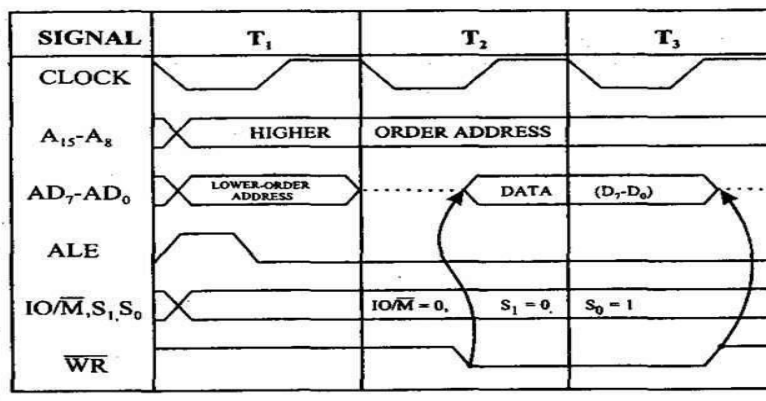 SIGNAL T₁ T₂ T₃
CLOCK
A₁₅-A₈ HIGHER ORDER ADDRESS
AD₇-AD₀ LOWER-ORDER ADDRESS DATA (D₇-D₀)
ALE
IO/M̅,S₁,S₀ IO/M̅ = 0, S₁ = 0, S₀ = 1
W̅R̅